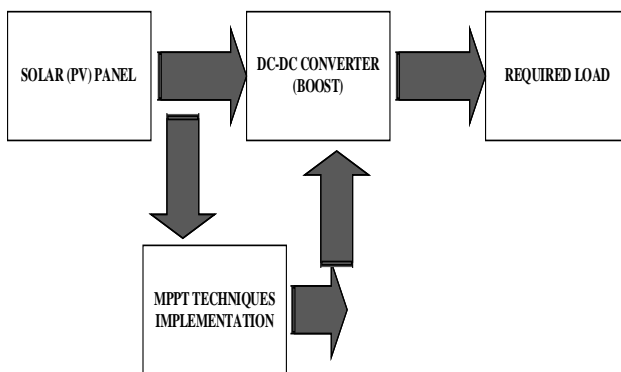 SOLAR (PV) PANEL
DC-DC CONVERTER
(BOOST)
REQUIRED LOAD
MPPT TECHNIQUES
IMPLEMENTATION